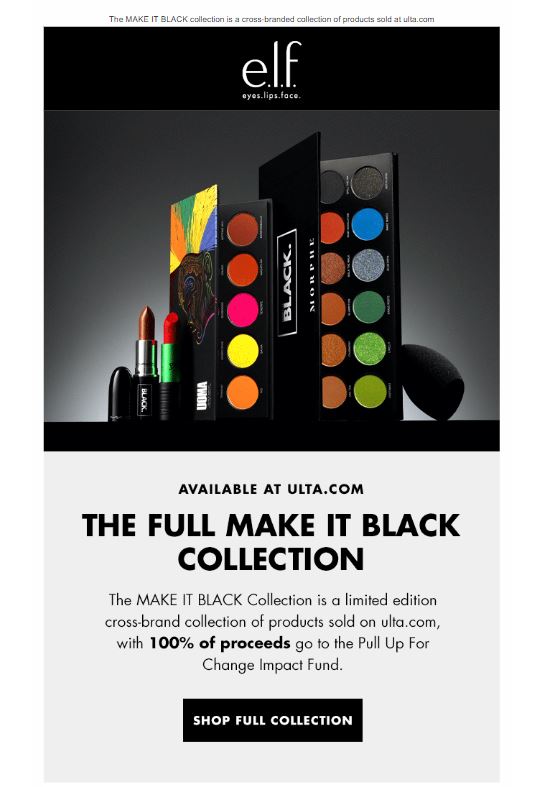 The MAKE IT BLACK collection is a cross-branded collection of products sold at ulta.com
e.l.f.
eyes.lips.face.
BLACK.
UOMA
BLACK.
MORPHE
AVAILABLE AT ULTA.COM
THE FULL MAKE IT BLACK
COLLECTION
The MAKE IT BLACK Collection is a limited edition
cross-brand collection of products sold on ulta.com,
with 100% of proceeds go to the Pull Up For
Change Impact Fund.
SHOP FULL COLLECTION